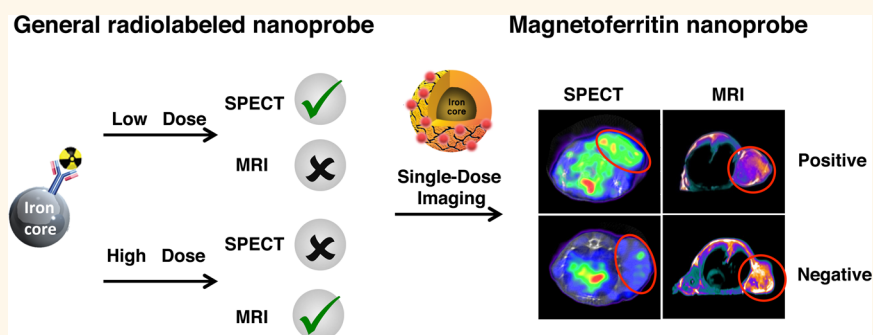 General radiolabeled nanoprobe
Iron
core
Low Dose
SPECT
MRI
High Dose
SPECT
MRI
Iron
core
Single-Dose
Imaging
Magnetoferritin nanoprobe
SPECT
MRI
Positive
Negative